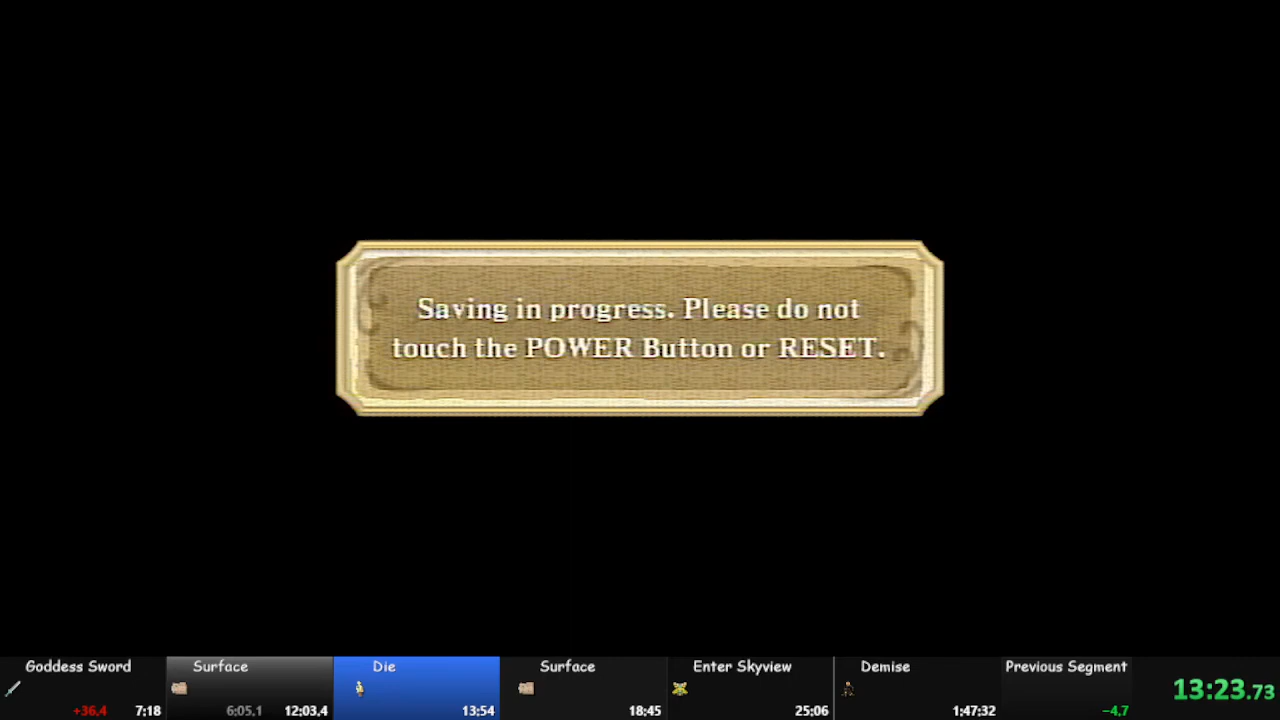 Saving in progress. Please do not
touch the POWER Button or RESET.
Goddess Sword
+36,4 7:18
Surface
6:05,1 12:03,4
Die
13:54
Surface
18:45
Enter Skyview
25:06
Demise
1:47:32
Previous Segment
−4,7
13:23.73